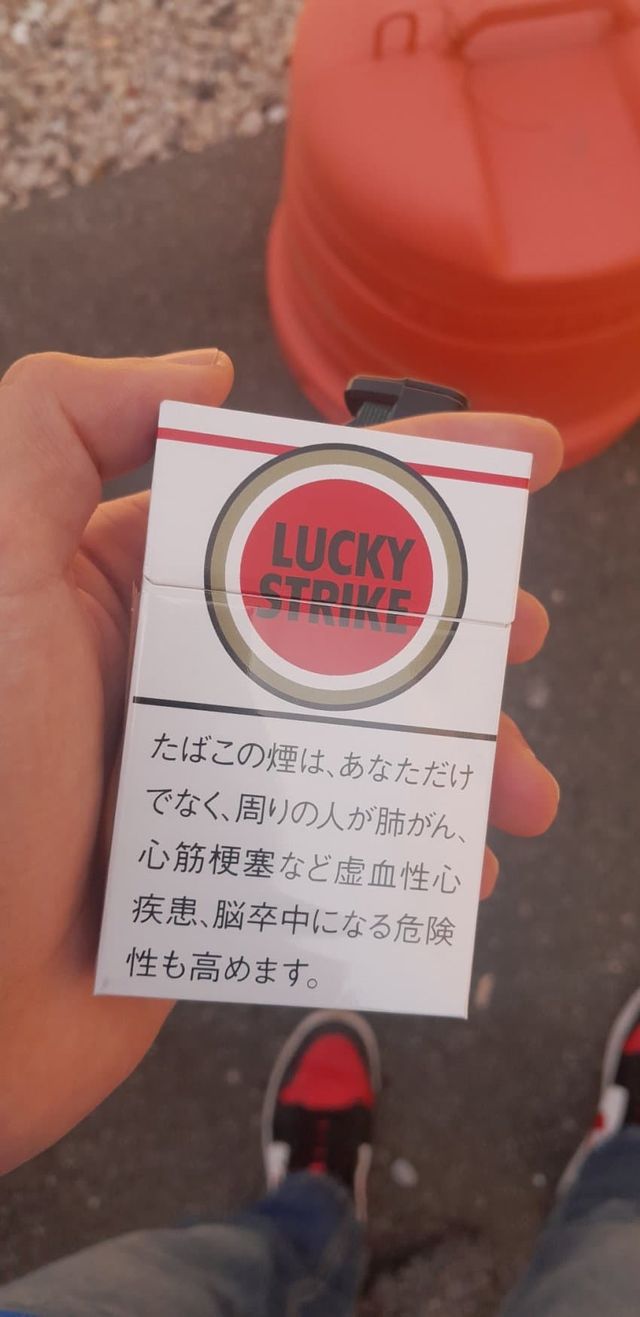 LUCKY
STRIKE
たばこの煙は、あなただけ
でなく、周りの人が肺がん、
心筋梗塞など虚血性心
疾患、脳卒中になる危険
性も高めます。